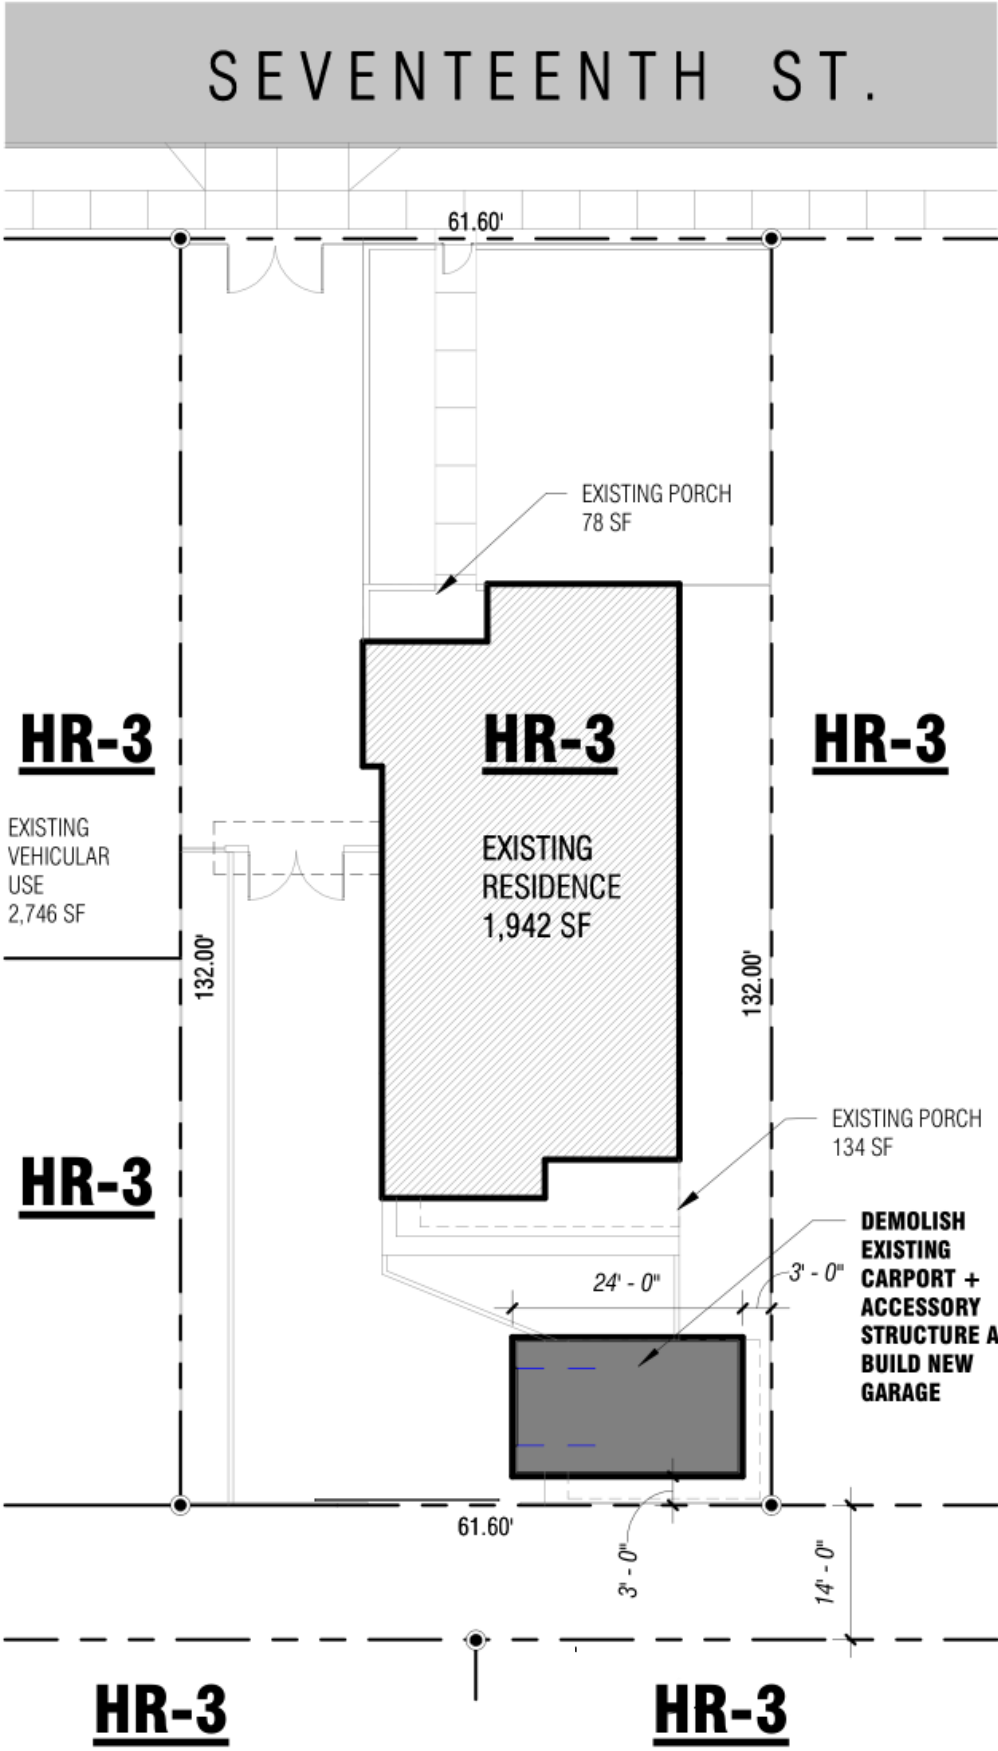 SEVENTEENTH ST.
61.60'
EXISTING PORCH
78 SF
HR-3
HR-3
HR-3
EXISTING
VEHICULAR
USE
2,746 SF
EXISTING
RESIDENCE
1,942 SF
132.00'
132.00'
EXISTING PORCH
134 SF
HR-3
DEMOLISH
EXISTING
CARPORT +
ACCESSORY
STRUCTURE A
BUILD NEW
GARAGE
24' - 0"
3' - 0"
61.60'
3' - 0"
14' - 0"
HR-3
HR-3